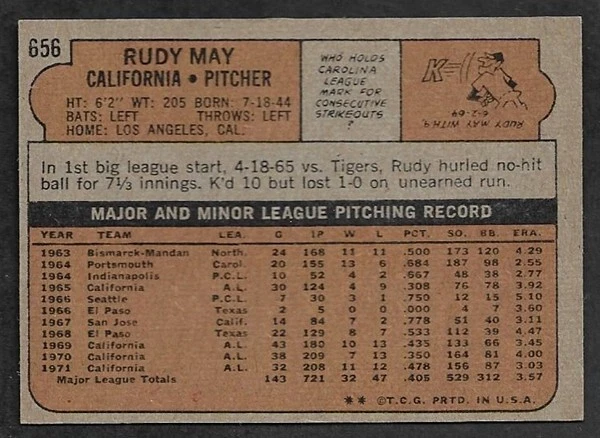 656
RUDY MAY
CALIFORNIA • PITCHER
HT: 6'2" WT: 205 BORN: 7-18-44
BATS: LEFT THROWS: LEFT
HOME: LOS ANGELES, CAL.
WHO HOLDS
CAROLINA
LEAGUE
MARK FOR
CONSECUTIVE
STRIKEOUTS?
K
RUDY MAY WITH 9,
6-2-69
In 1st big league start, 4-18-65 vs. Tigers, Rudy hurled no-hit
ball for 7⅓ innings. K'd 10 but lost 1-0 on unearned run.
MAJOR AND MINOR LEAGUE PITCHING RECORD
YEAR TEAM LEA. G IP W L PCT. SO. BB. ERA.
1963 Bismarck-Mandan North. 24 168 11 11 .500 173 120 4.29
1964 Portsmouth Carol. 20 155 13 6 .684 187 98 2.55
1964 Indianapolis P.C.L. 10 52 4 2 .667 48 38 2.77
1965 California A.L. 30 124 4 9 .308 76 78 3.92
1966 Seattle P.C.L. 7 30 3 1 .750 12 15 5.10
1966 El Paso Texas 2 5 0 0 .000 4 7 3.60
1967 San Jose Calif. 14 84 7 2 .778 51 40 3.11
1968 El Paso Texas 22 129 8 7 .533 112 39 4.47
1969 California A.L. 43 180 10 13 .435 133 66 3.45
1970 California A.L. 38 209 7 13 .350 164 81 4.00
1971 California A.L. 32 208 11 12 .478 156 87 3.03
Major League Totals 143 721 32 47 .405 529 312 3.57
** ©T.C.G. PRTD. IN U.S.A.